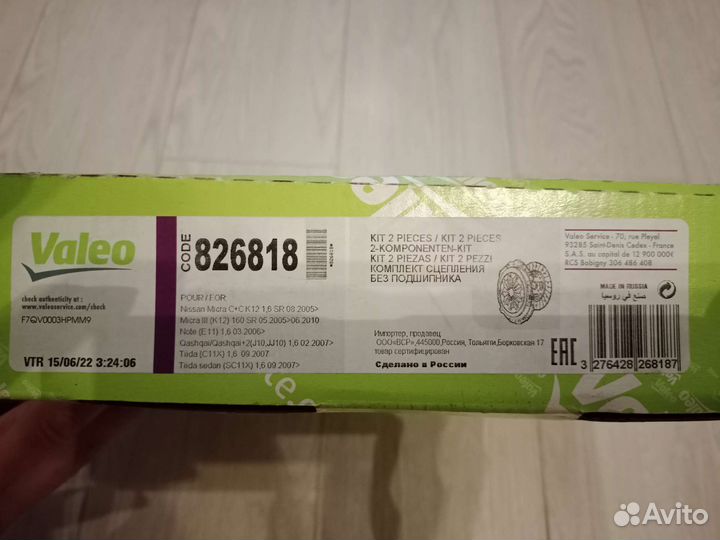 Valeo
check authenticity at :
www.valeoservice.com/check
F7QV0003HPMM9
VTR 15/06/22 3:24:06
CODE 826818
POUR / FOR
Nissan Micra C+C K12 1,6 SR 08.2005>
Micra III (K12) 160 SR 05.2005>06.2010
Note (E11) 1,6 03.2006>
Qashqai/Qashqai+2(J10,JJ10) 1,6 02.2007>
Tiida (C11X) 1,6 09.2007
Tiida sedan (SC11X) 1,6 09.2007>
KIT 2 PIECES / KIT 2 PIECES
2-KOMPONENTEN-KIT
KIT 2 PIEZAS / KIT 2 PEZZI
КОМПЛЕКТ СЦЕПЛЕНИЯ
БЕЗ ПОДШИПНИКА
Импортер, продавец
ООО«ВСР»,445000,Россия, Тольятти,Борковская 17
товар сертифицирован
Сделано в России
Valeo Service - 70, rue Pleyel
93285 Saint-Denis Cedex - France
S.A.S. au capital de 12 900 000€
RCS Bobigny 306 486 408
MADE IN RUSSIA
صنع في روسيا
EAC
3 276428 268187
Valeo
Avito